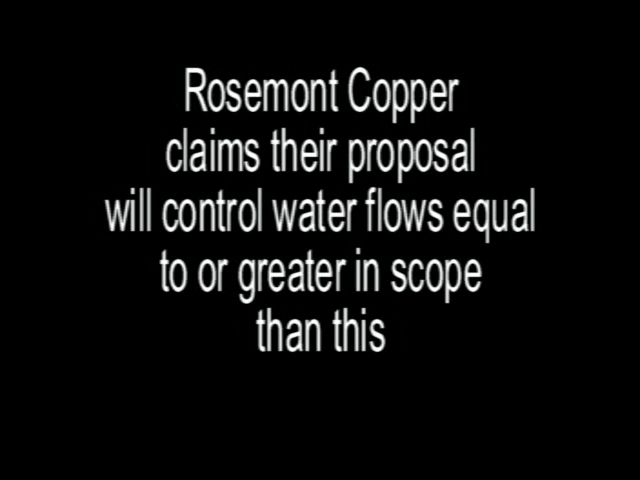 Rosemont Copper
claims their proposal
will control water flows equal
to or greater in scope
than this